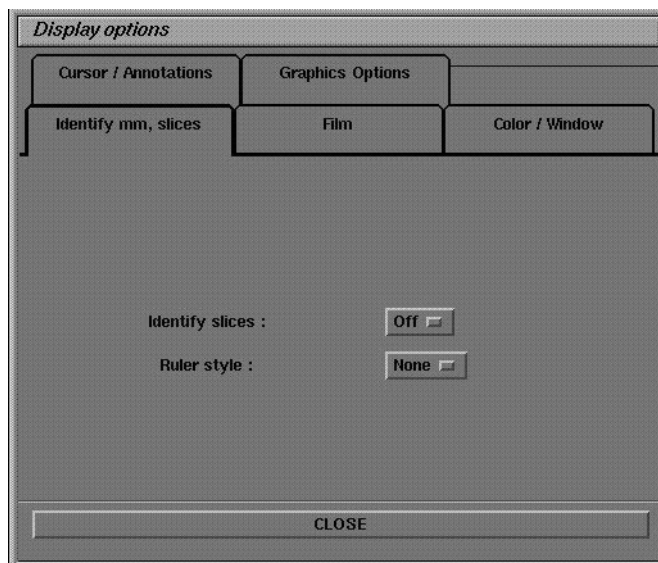 Display options
Cursor / Annotations
Graphics Options
Identify mm, slices
Film
Color / Window
Identify slices :
Off
Ruler style :
None
CLOSE